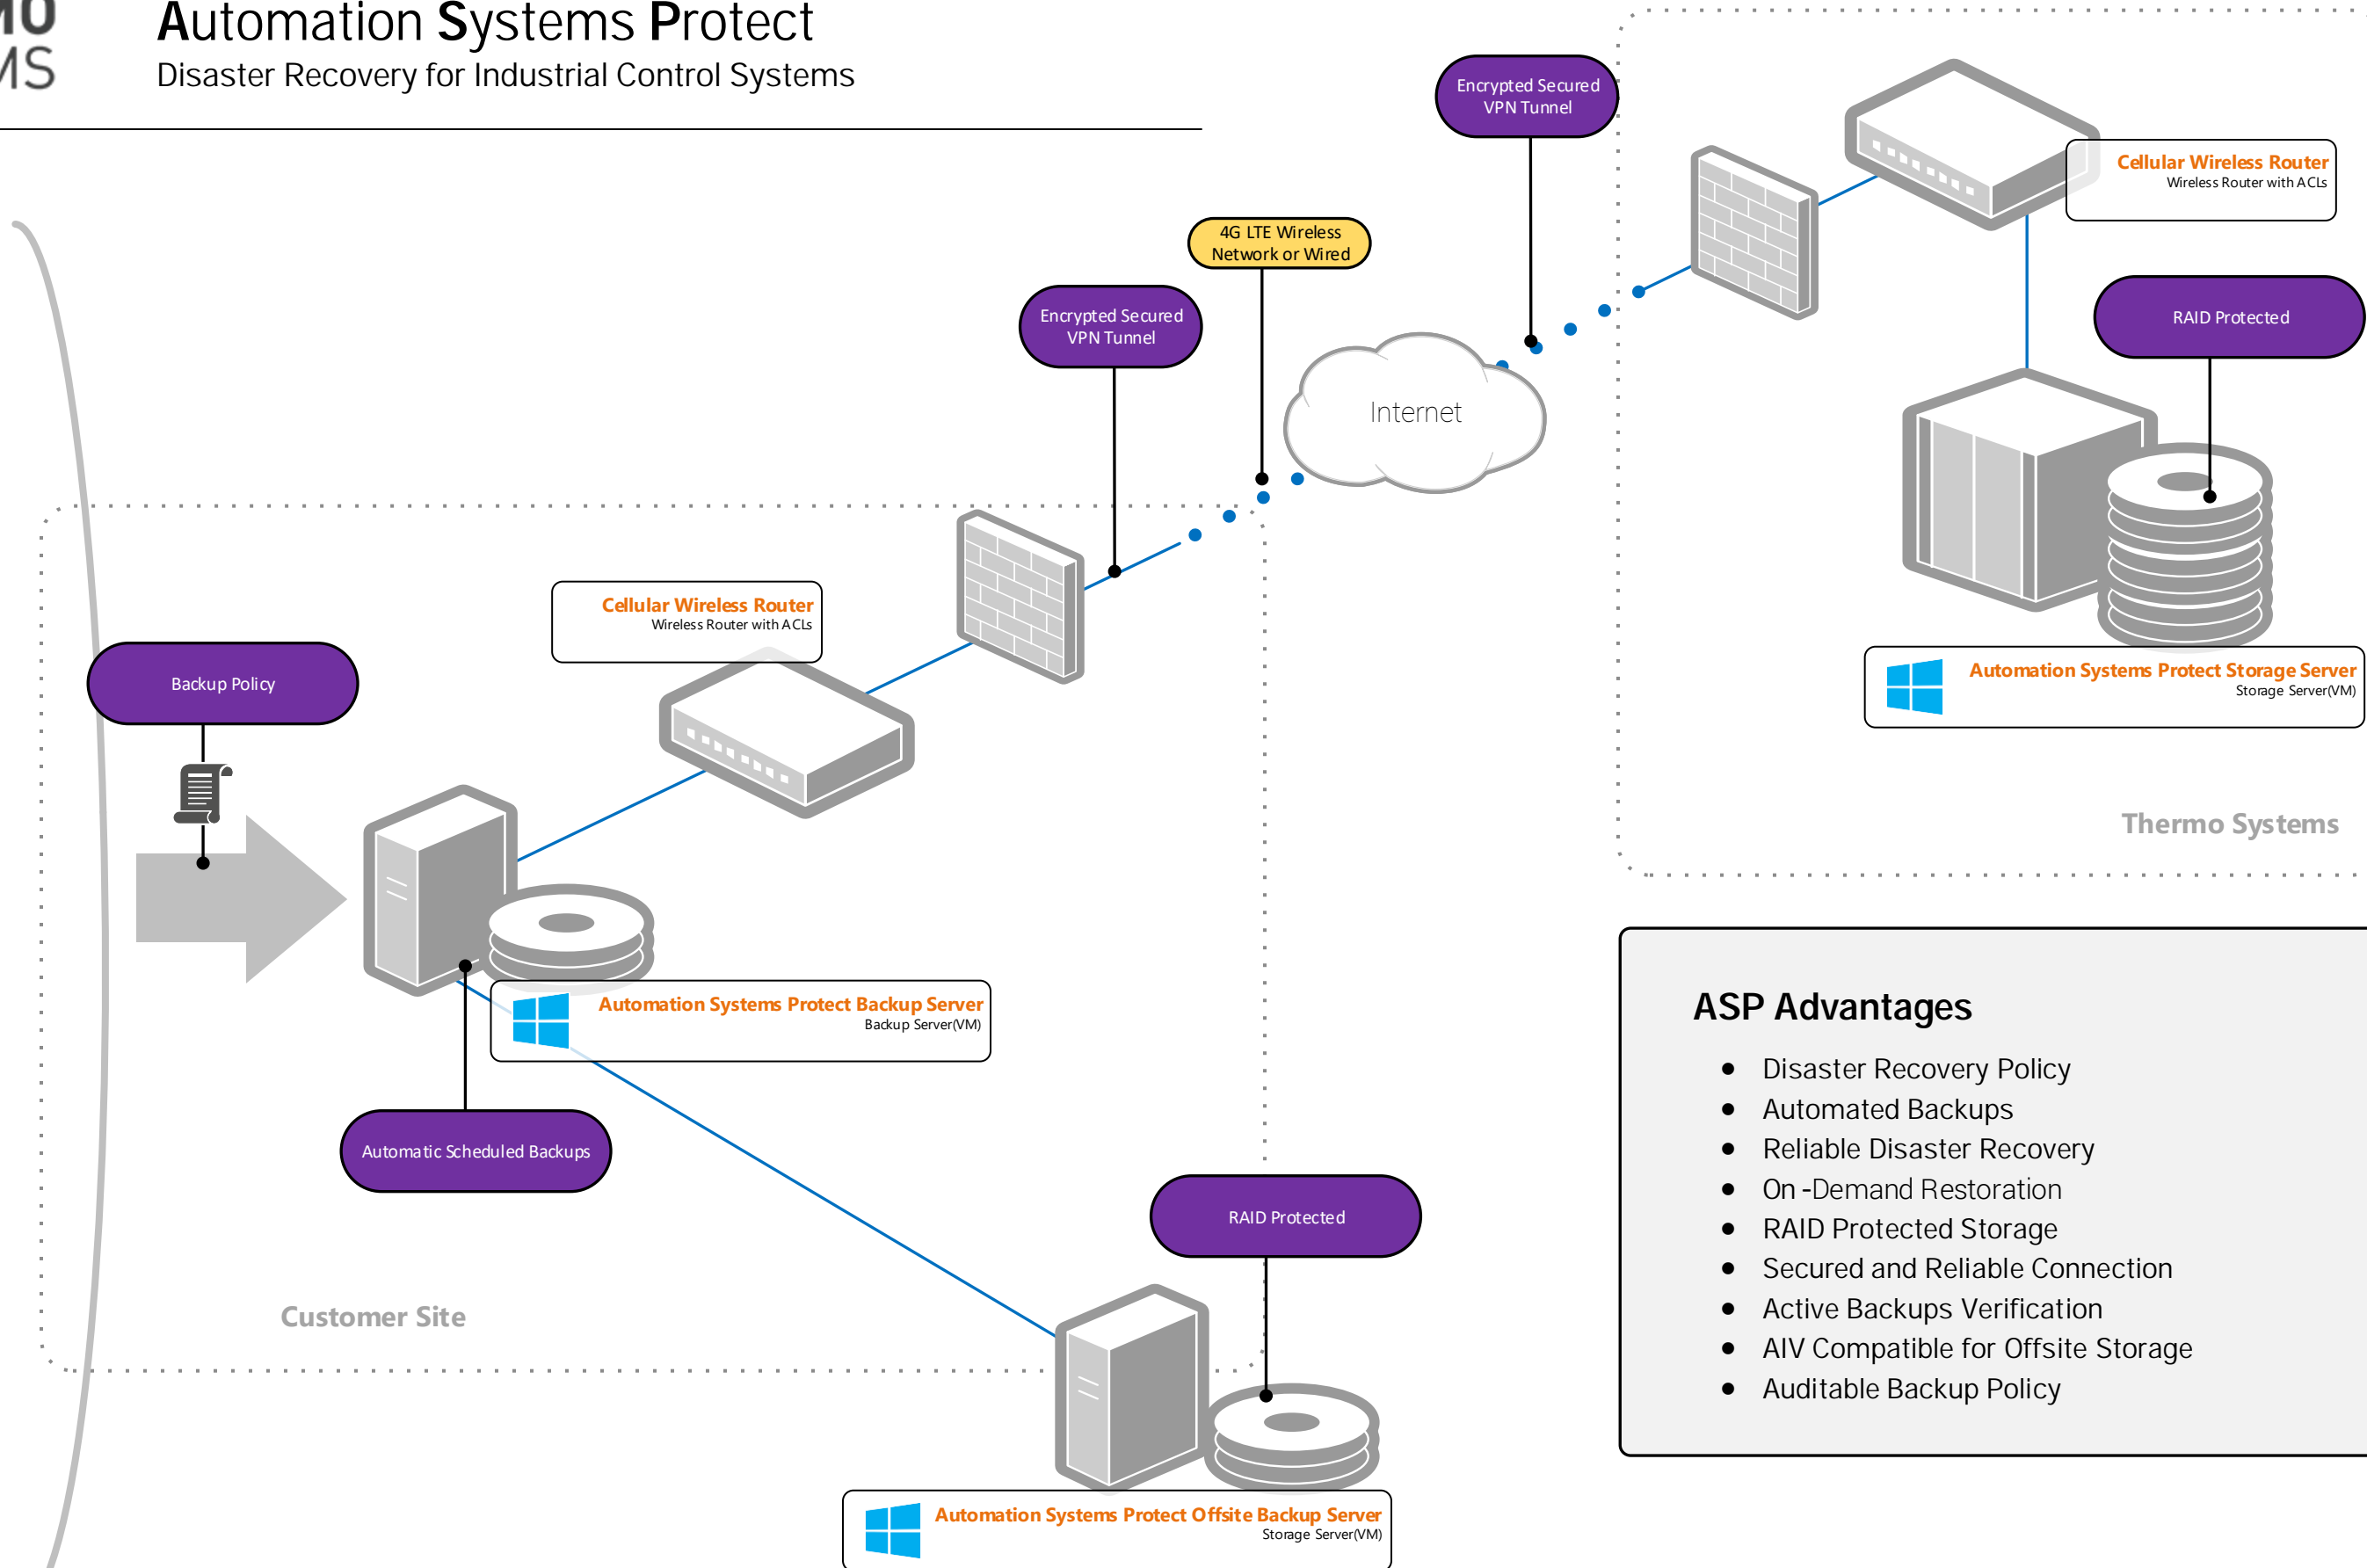 MO
MS
Automation Systems Protect
Disaster Recovery for Industrial Control Systems
Encrypted Secured
VPN Tunnel
Cellular Wireless Router
Wireless Router with ACLs
4G LTE Wireless
Network or Wired
Encrypted Secured
VPN Tunnel
RAID Protected
Internet
Cellular Wireless Router
Wireless Router with ACLs
Backup Policy
Automation Systems Protect Storage Server
Storage Server(VM)
Thermo Systems
Automation Systems Protect Backup Server
Backup Server(VM)
Automatic Scheduled Backups
RAID Protected
Customer Site
Automation Systems Protect Offsite Backup Server
Storage Server(VM)
ASP Advantages
• Disaster Recovery Policy
• Automated Backups
• Reliable Disaster Recovery
• On -Demand Restoration
• RAID Protected Storage
• Secured and Reliable Connection
• Active Backups Verification
• AIV Compatible for Offsite Storage
• Auditable Backup Policy